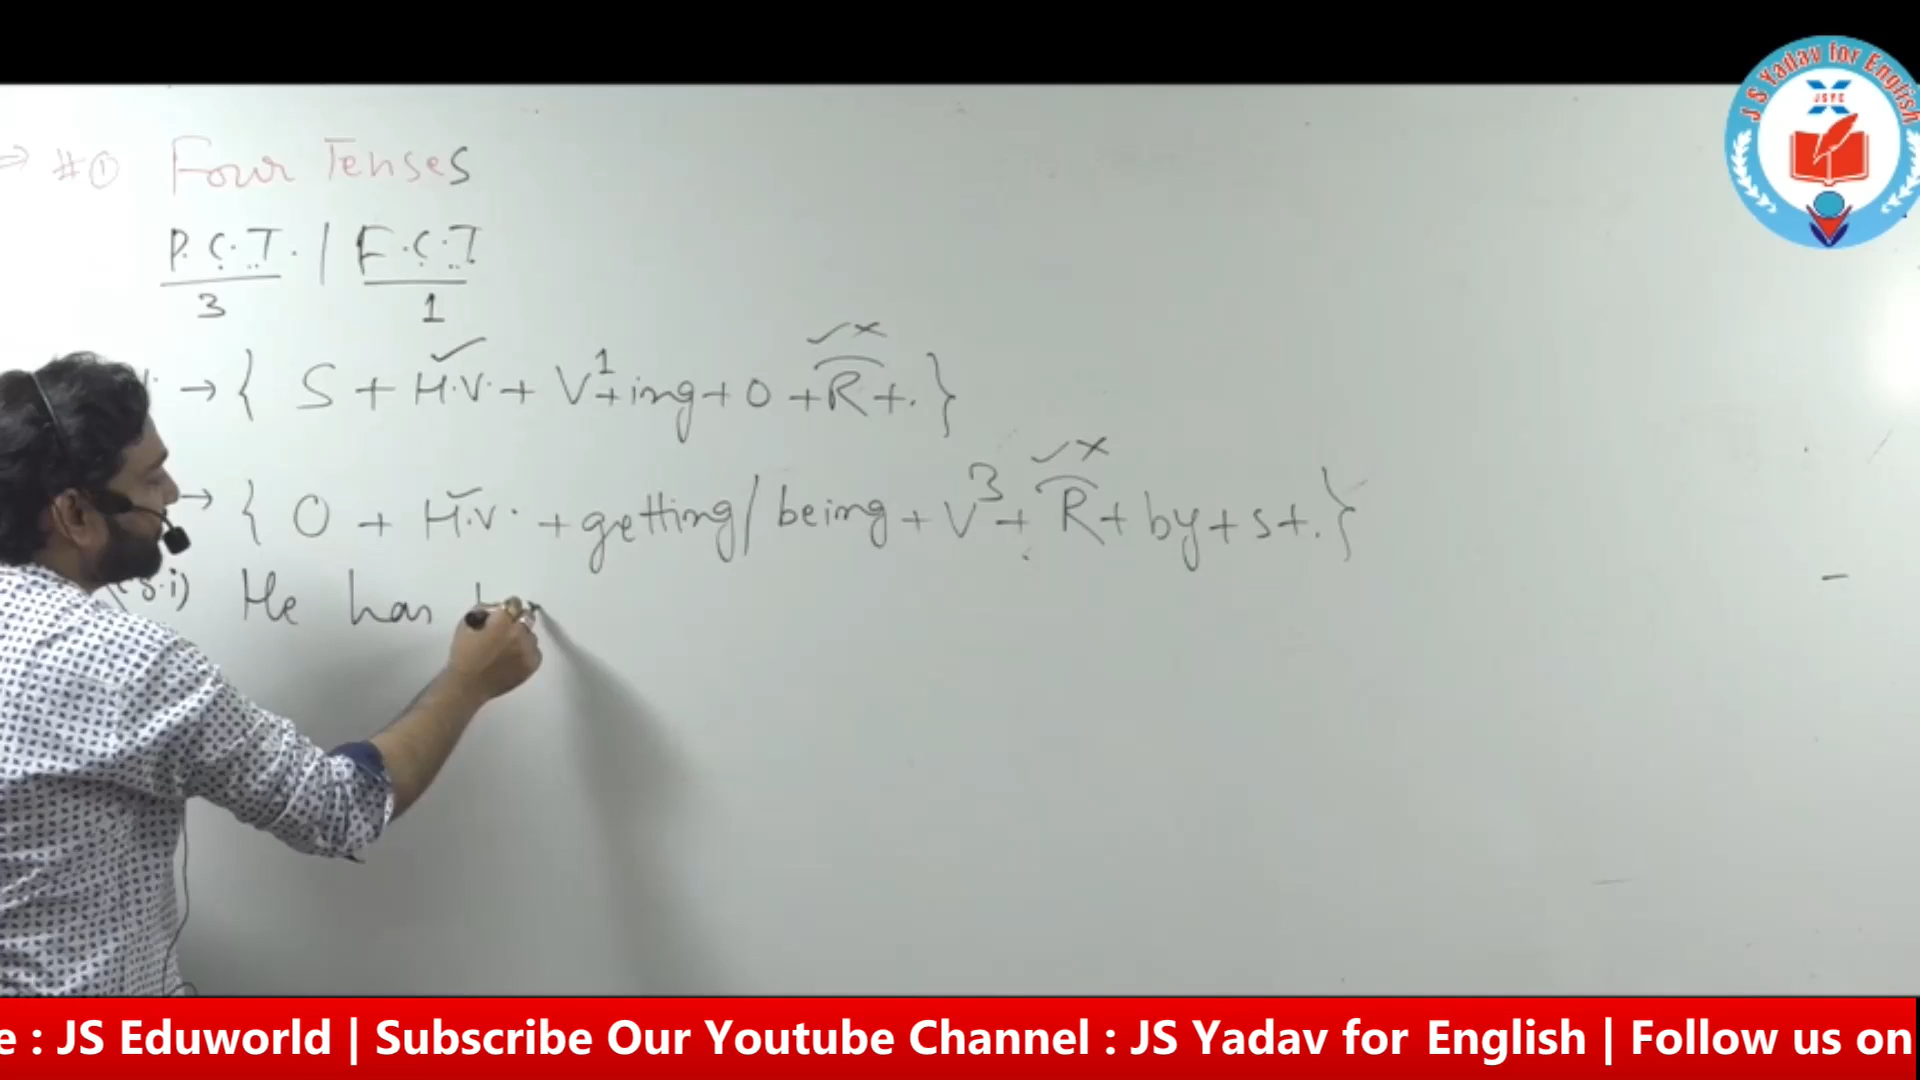 ⇒ #① Four Tenses
P.C.T. / F.C.T
3 1
→ { S + H.V. + V¹+ing + O + R + . }
→ { O + H.V. + getting/being + V³ + R + by + s + . }
i) He has
J S Yadav for English
JSYE
e : JS Eduworld | Subscribe Our Youtube Channel : JS Yadav for English | Follow us on